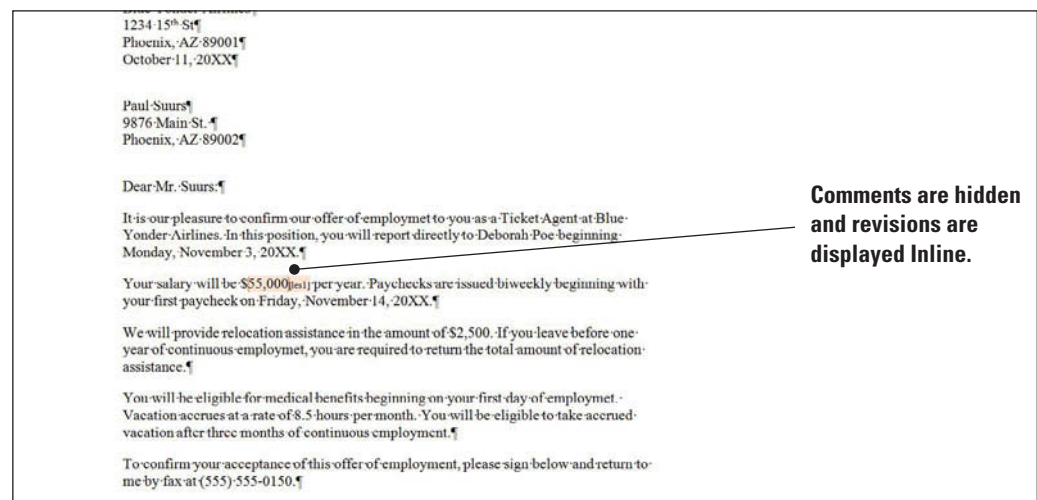 Blue Yonder Airlines
1234 15th St¶
Phoenix, AZ 89001¶
October 11, 20XX¶
Paul Suurs¶
9876 Main St. ¶
Phoenix, AZ 89002¶
Dear Mr. Suurs:¶
It is our pleasure to confirm our offer of employmet to you as a Ticket Agent at Blue
Yonder Airlines. In this position, you will report directly to Deborah Poe beginning
Monday, November 3, 20XX.¶
Your salary will be $55,000[les1] per year. Paychecks are issued biweekly beginning with
your first paycheck on Friday, November 14, 20XX.¶
We will provide relocation assistance in the amount of $2,500. If you leave before one
year of continuous employmet, you are required to return the total amount of relocation
assistance.¶
You will be eligible for medical benefits beginning on your first day of employmet.
Vacation accrues at a rate of 8.5 hours per month. You will be eligible to take accrued
vacation after three months of continuous employment.¶
To confirm your acceptance of this offer of employment, please sign below and return to
me by fax at (555) 555-0150.¶
Comments are hidden
and revisions are
displayed Inline.